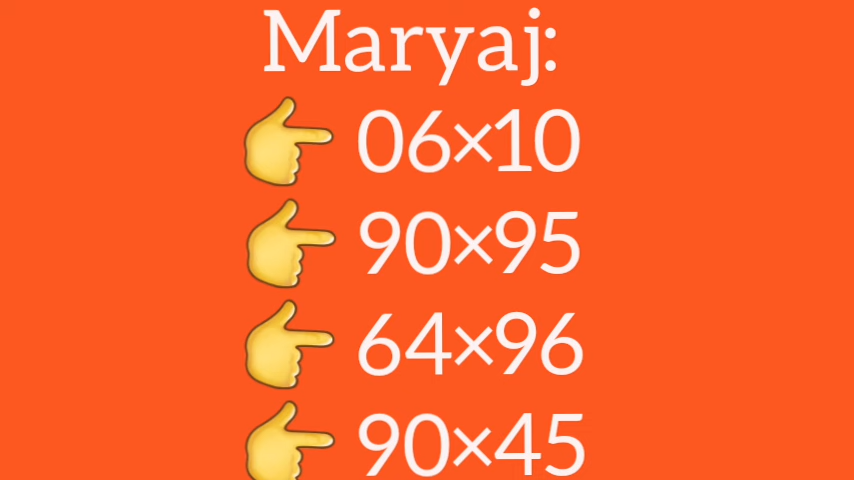 Maryaj:
👉 06×10
👉 90×95
👉 64×96
👉 90×45